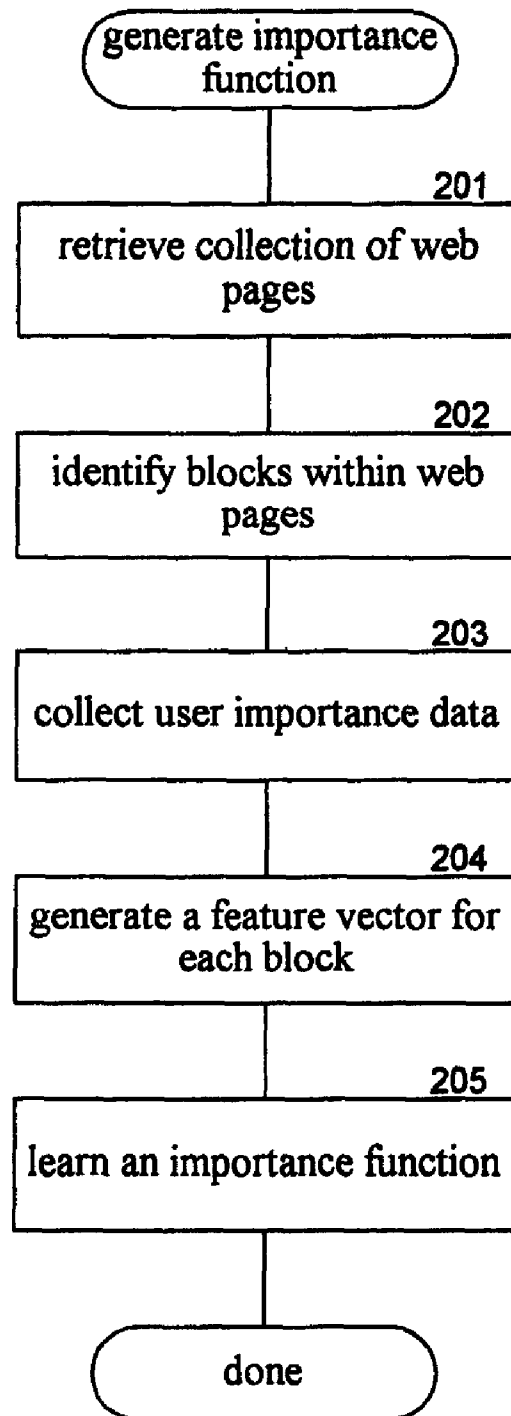 generate importance
function
201
retrieve collection of web
pages
202
identify blocks within web
pages
203
collect user importance data
204
generate a feature vector for
each block
205
learn an importance function
done